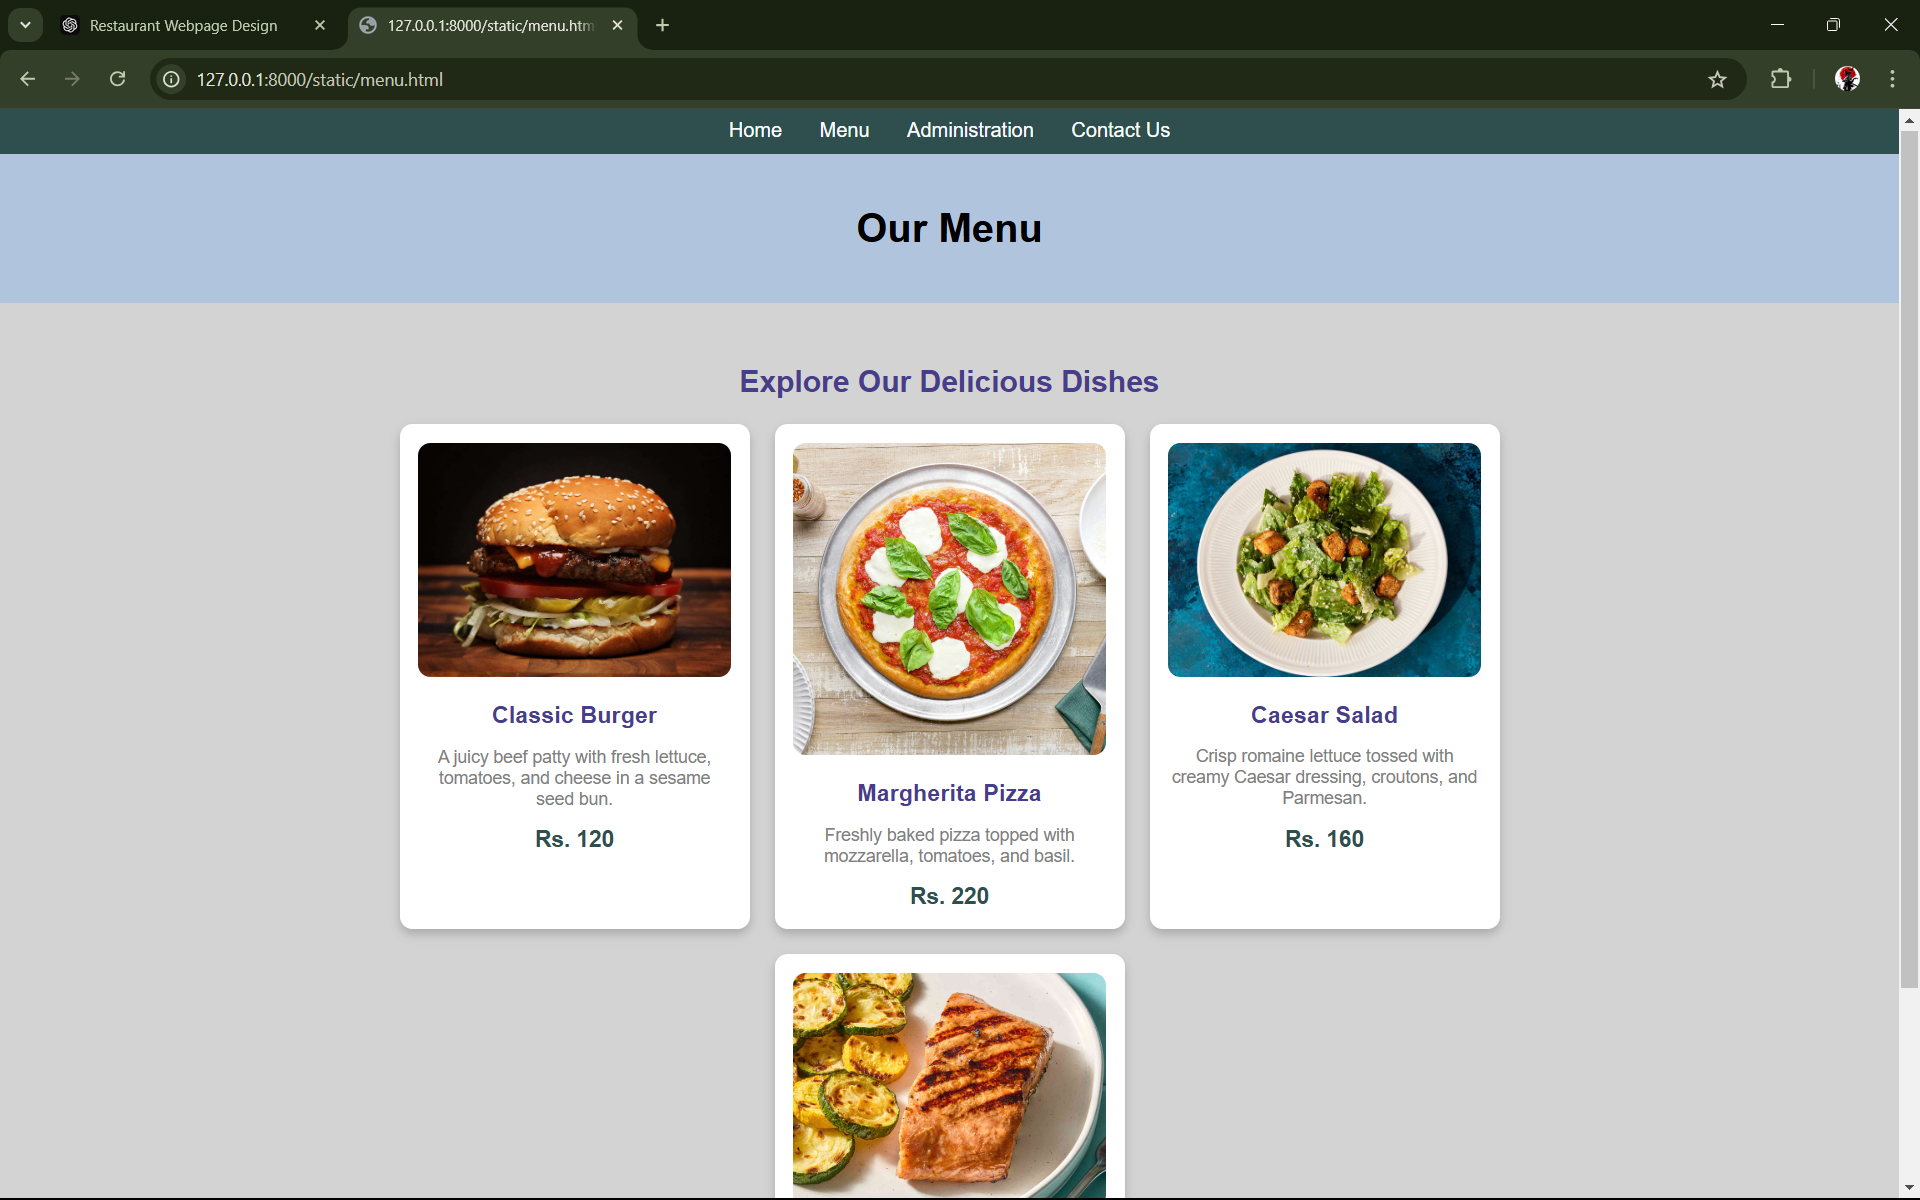 Restaurant Webpage Design
127.0.0.1:8000/static/menu.htm
127.0.0.1:8000/static/menu.html
Home Menu Administration Contact Us
Our Menu
Explore Our Delicious Dishes
Classic Burger
A juicy beef patty with fresh lettuce,
tomatoes, and cheese in a sesame
seed bun.
Rs. 120
Margherita Pizza
Freshly baked pizza topped with
mozzarella, tomatoes, and basil.
Rs. 220
Caesar Salad
Crisp romaine lettuce tossed with
creamy Caesar dressing, croutons, and
Parmesan.
Rs. 160